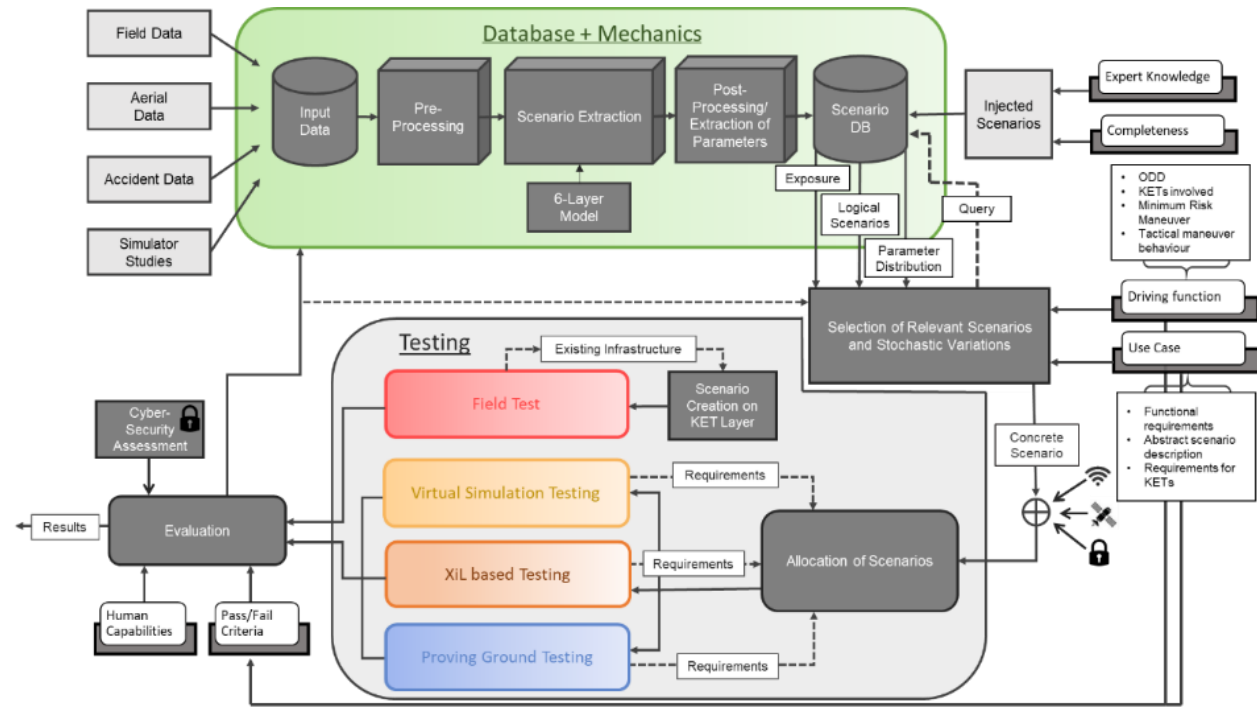 Database + Mechanics
Field Data
Aerial
Data
Accident Data
Simulator
Studies
Input
Data
Pre-
Processing
Scenario Extraction
Post-
Processing/
Extraction of
Parameters
Scenario
DB
6-Layer
Model
Injected
Scenarios
Expert Knowledge
Completeness
Exposure
Logical
Scenarios
Parameter
Distribution
Query
• ODD
• KETs involved
• Minimum Risk
Maneuver
• Tactical maneuver
behaviour
Driving function
Use Case
Selection of Relevant Scenarios
and Stochastic Variations
• Functional
requirements
• Abstract scenario
description
• Requirements for
KETs
Concrete
Scenario
Testing
Existing Infrastructure
Field Test
Scenario
Creation on
KET Layer
Virtual Simulation Testing
Requirements
XiL based Testing
Requirements
Allocation of Scenarios
Proving Ground Testing
Requirements
Cyber-
Security
Assessment
Evaluation
Results
Human
Capabilities
Pass/Fail
Criteria